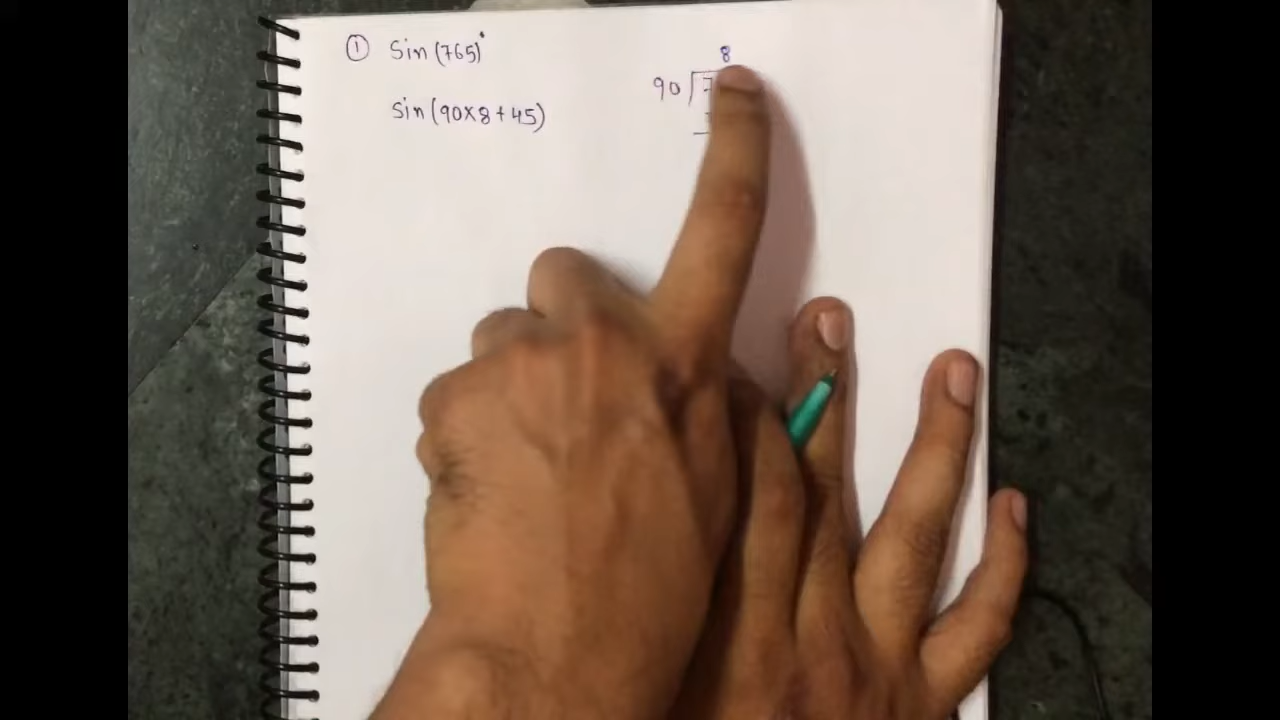 ① Sin (765)°
8
90
Sin (90×8+45)